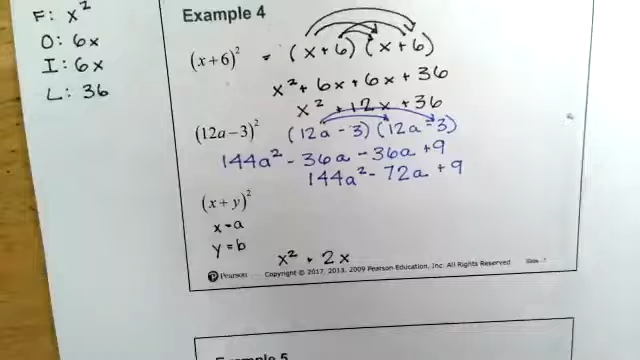 F: x²
O: 6x
I: 6x
L: 36
Example 4
(x+6)² = (x+6)(x+6)
x² + 6x + 6x + 36
x² + 12x + 36
(12a−3)² (12a − 3)(12a − 3)
144a² − 36a − 36a + 9
144a² − 72a + 9
(x+y)²
x = a
y = b
x² + 2x
Pearson Copyright © 2017, 2013, 2009 Pearson Education, Inc. All Rights Reserved
Example 5